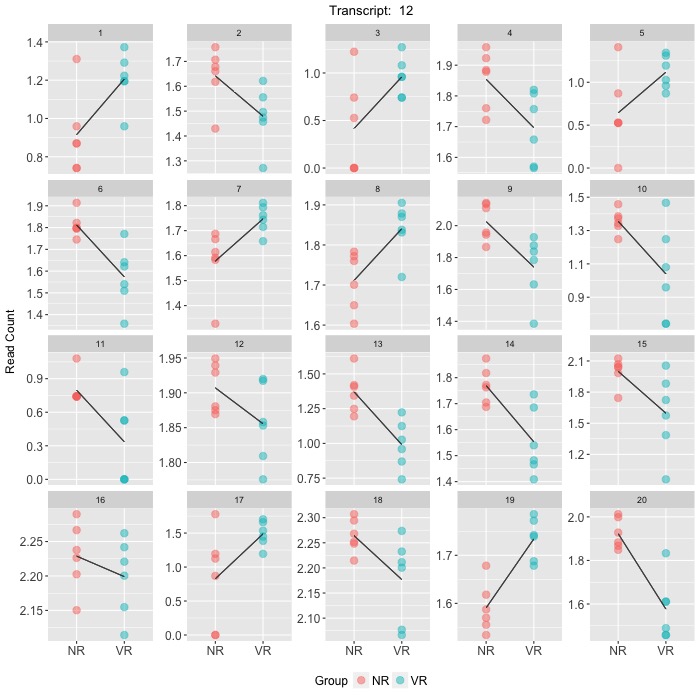 Transcript: 12
1 2 3 4 5
1.4 1.2 1.0 0.8
1.7 1.6 1.5 1.4 1.3
1.0 0.5 0.0
1.9 1.8 1.7 1.6
1.0 0.5 0.0
6 7 8 9 10
1.9 1.8 1.7 1.6 1.5 1.4
1.8 1.7 1.6 1.5 1.4
1.9 1.8 1.7 1.6
2.0 1.8 1.6 1.4
1.5 1.3 1.1 0.9
Read Count
11 12 13 14 15
0.9 0.6 0.3 0.0
1.95 1.90 1.85 1.80
1.50 1.25 1.00 0.75
1.8 1.7 1.6 1.5 1.4
2.1 1.8 1.5 1.2
16 17 18 19 20
2.25 2.20 2.15
1.5 1.0 0.5 0.0
2.30 2.25 2.20 2.15 2.10
1.7 1.6
2.0 1.8 1.6
NR VR NR VR NR VR NR VR NR VR
Group NR VR